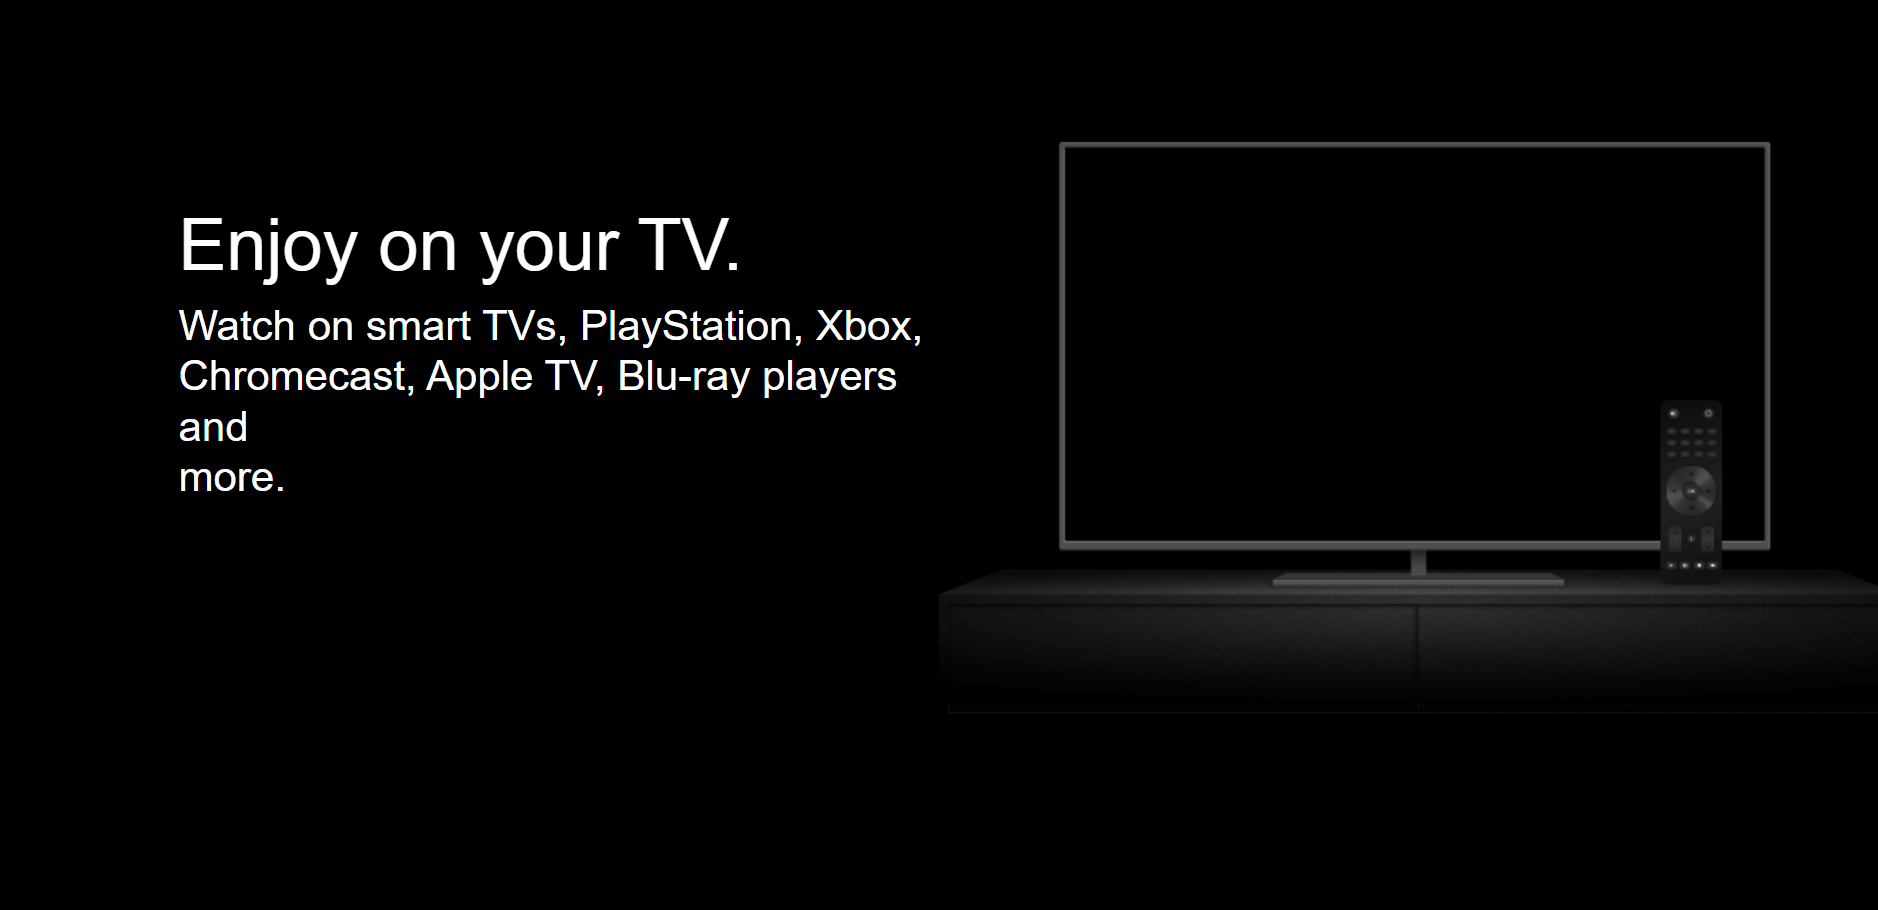 Enjoy on your TV.
Watch on smart TVs, PlayStation, Xbox,
Chromecast, Apple TV, Blu-ray players
and
more.